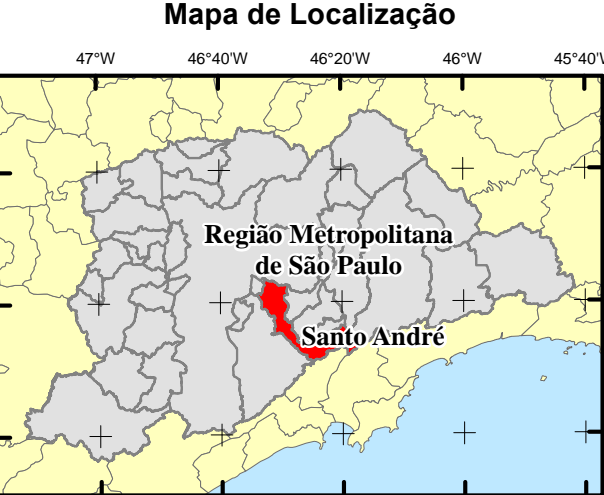 Mapa de Localização
47°W 46°40'W 46°20'W 46°W 45°40'W
Região Metropolitana
de São Paulo
Santo André